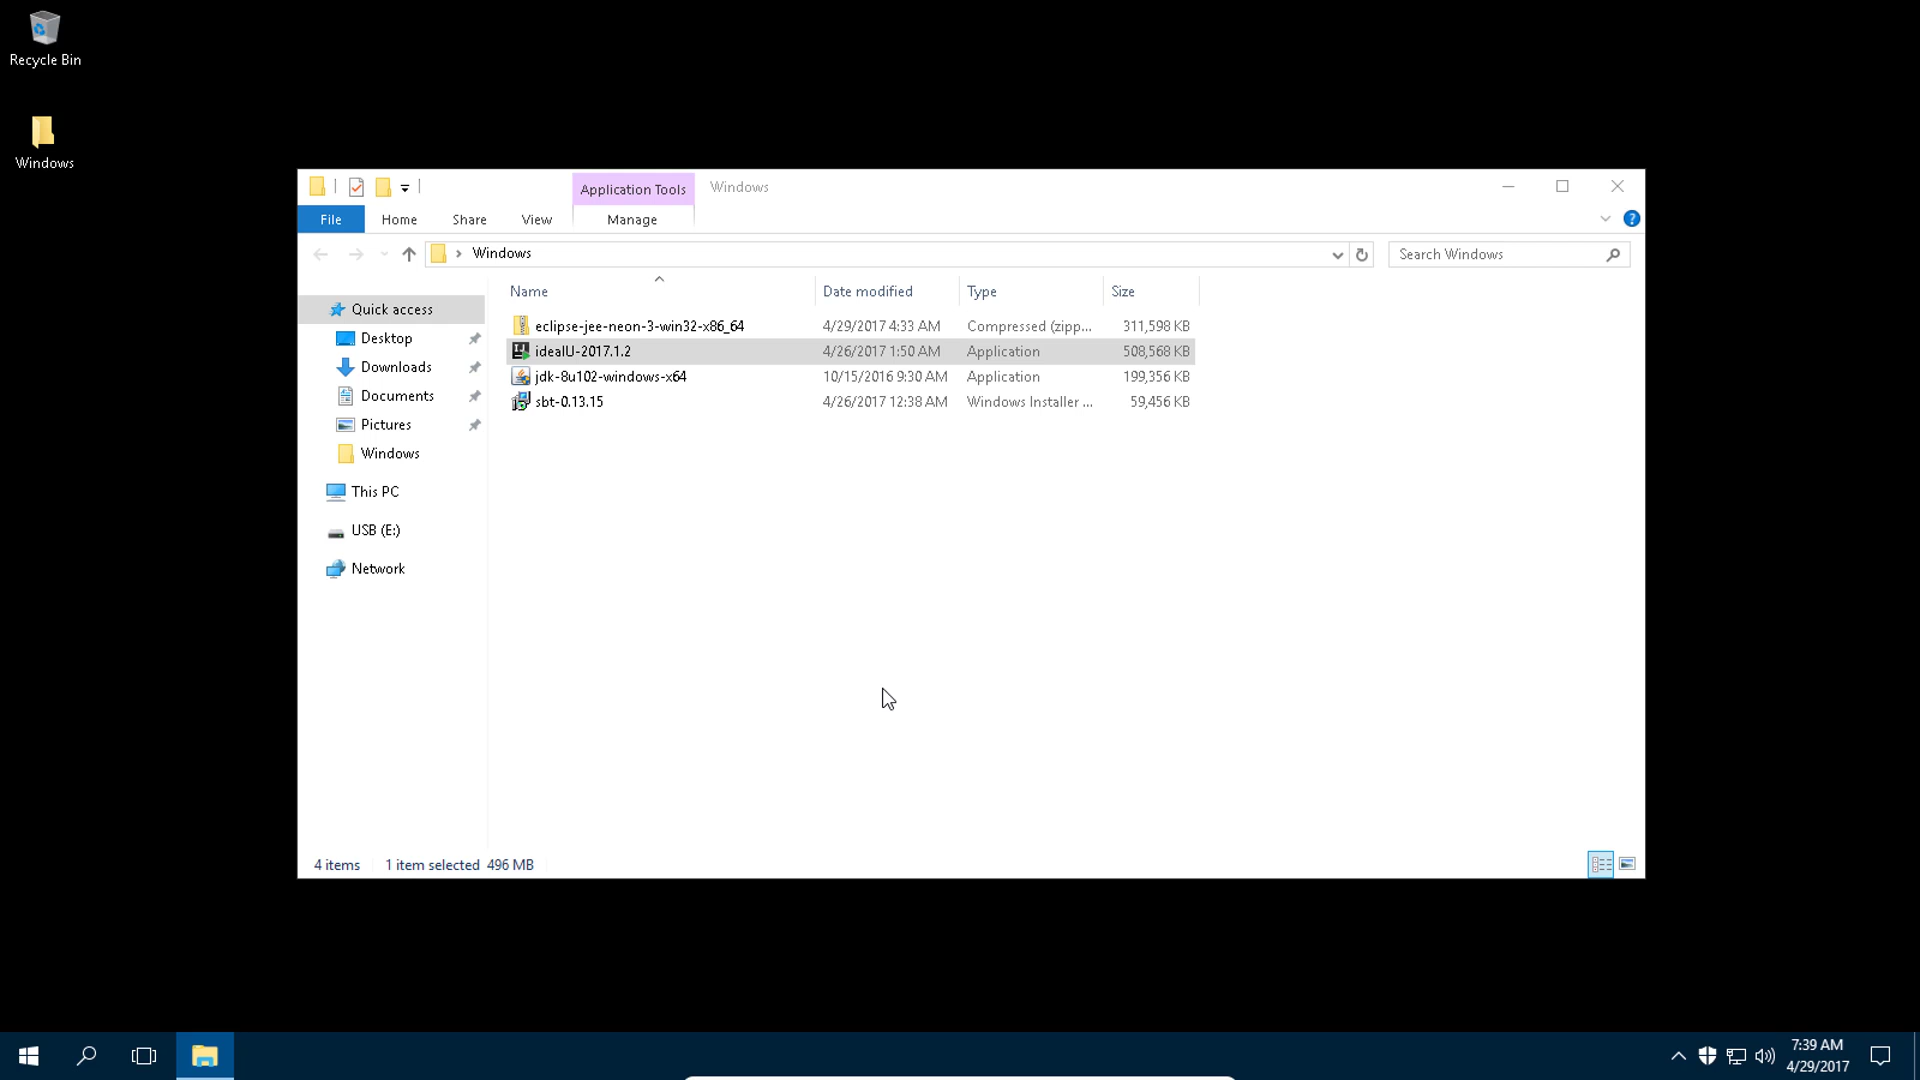 Recycle Bin
Windows
Application Tools
Windows
File
Home
Share
View
Manage
Windows
Search Windows
Name
Date modified
Type
Size
Quick access
Desktop
Downloads
Documents
Pictures
Windows
This PC
USB (E:)
Network
eclipse-jee-neon-3-win32-x86_64 4/29/2017 4:33 AM Compressed (zipp... 311,598 KB
ideaIU-2017.1.2 4/26/2017 1:50 AM Application 508,568 KB
jdk-8u102-windows-x64 10/15/2016 9:30 AM Application 199,356 KB
sbt-0.13.15 4/26/2017 12:38 AM Windows Installer ... 59,456 KB
4 items 1 item selected 496 MB
7:39 AM
4/29/2017